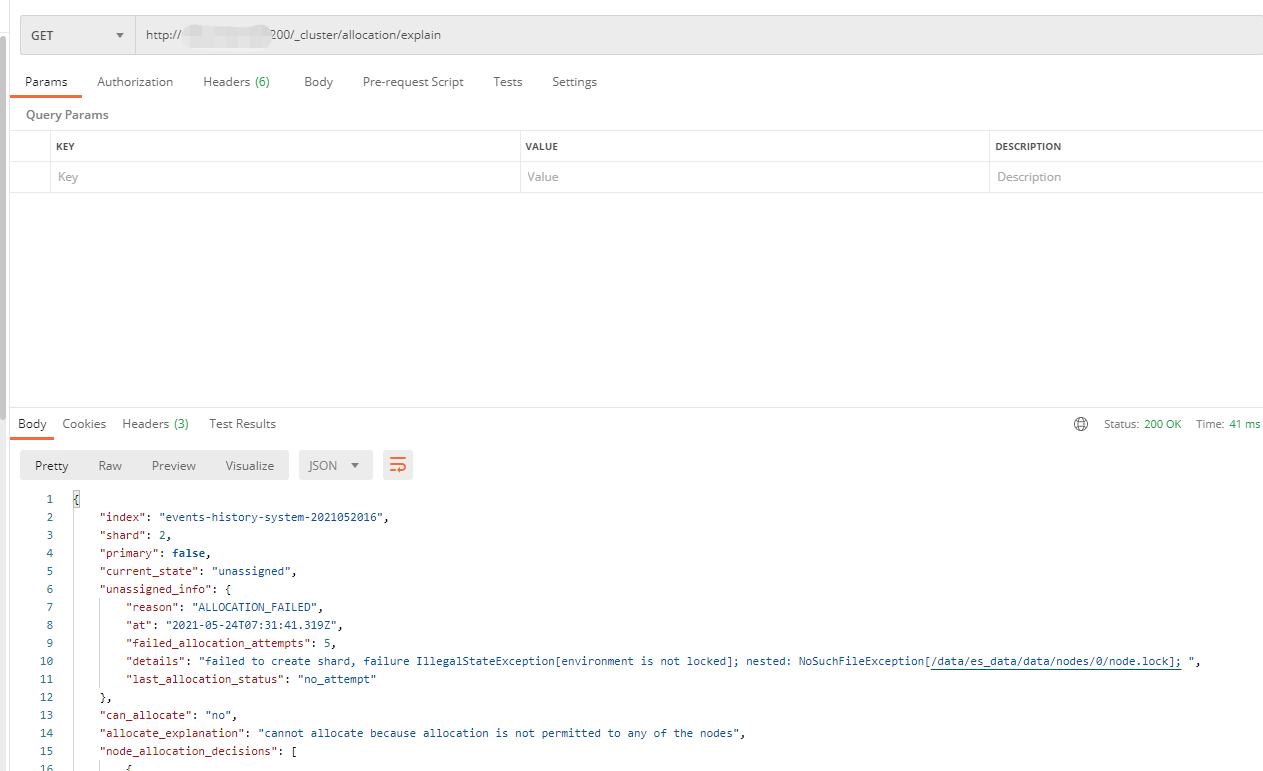 GET http:// 200/_cluster/allocation/explain
Params Authorization Headers (6) Body Pre-request Script Tests Settings
Query Params
KEY VALUE DESCRIPTION
Key Value Description
Body Cookies Headers (3) Test Results Status: 200 OK Time: 41 ms
Pretty Raw Preview Visualize JSON
1 {
2 "index": "events-history-system-2021052016",
3 "shard": 2,
4 "primary": false,
5 "current_state": "unassigned",
6 "unassigned_info": {
7 "reason": "ALLOCATION_FAILED",
8 "at": "2021-05-24T07:31:41.319Z",
9 "failed_allocation_attempts": 5,
10 "details": "failed to create shard, failure IllegalStateException[environment is not locked]; nested: NoSuchFileException[/data/es_data/data/nodes/0/node.lock]; ",
11 "last_allocation_status": "no_attempt"
12 },
13 "can_allocate": "no",
14 "allocate_explanation": "cannot allocate because allocation is not permitted to any of the nodes",
15 "node_allocation_decisions": [
16 {